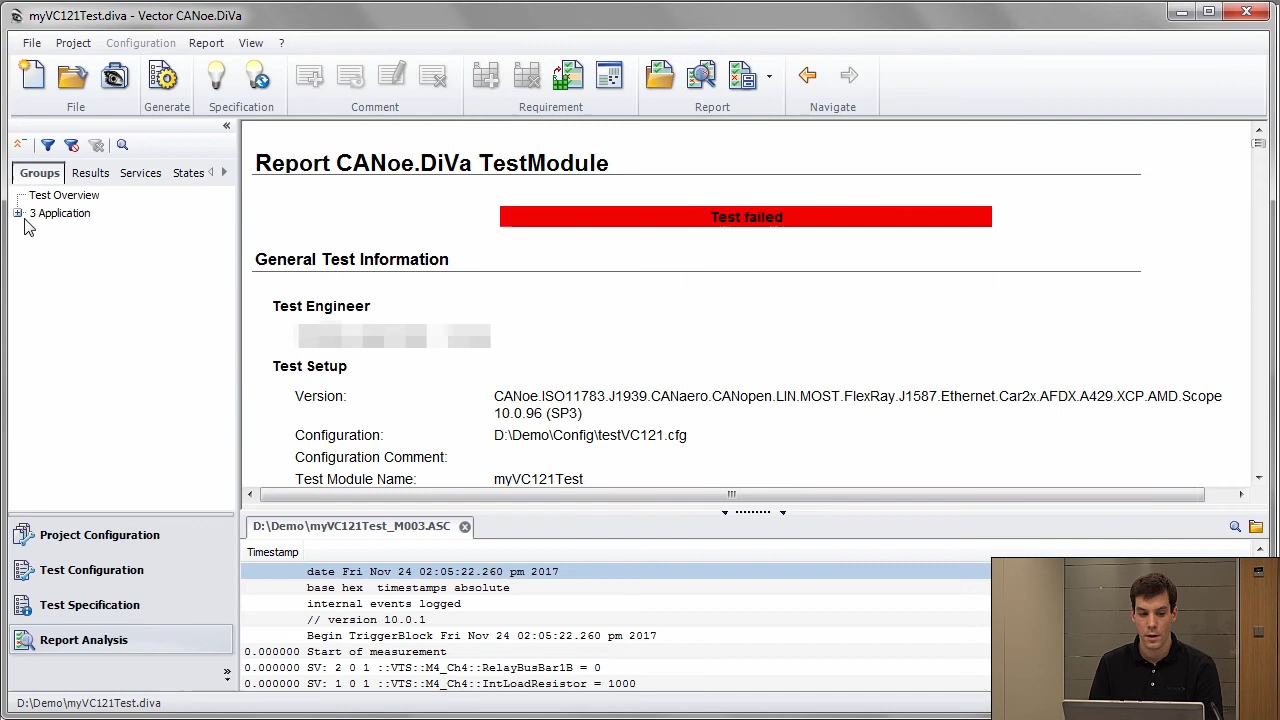 myVC121Test.diva - Vector CANoe.DiVa
File Project Configuration Report View ?
File Generate Specification Comment Requirement Report Navigate
Groups Results Services States
Test Overview
3 Application
Report CANoe.DiVa TestModule
Test failed
General Test Information
Test Engineer
Test Setup
Version: CANoe.ISO11783.J1939.CANaero.CANopen.LIN.MOST.FlexRay.J1587.Ethernet.Car2x.AFDX.A429.XCP.AMD.Scope
10.0.96 (SP3)
Configuration: D:\Demo\Config\testVC121.cfg
Configuration Comment:
Test Module Name: myVC121Test
Project Configuration
Test Configuration
Test Specification
Report Analysis
D:\Demo\myVC121Test_M003.ASC
Timestamp
date Fri Nov 24 02:05:22.260 pm 2017
base hex timestamps absolute
internal events logged
// version 10.0.1
Begin TriggerBlock Fri Nov 24 02:05:22.260 pm 2017
0.000000 Start of measurement
0.000000 SV: 2 0 1 ::VTS::M4_Ch4::RelayBusBar1B = 0
0.000000 SV: 1 0 1 ::VTS::M4_Ch4::IntLoadResistor = 1000
D:\Demo\myVC121Test.diva